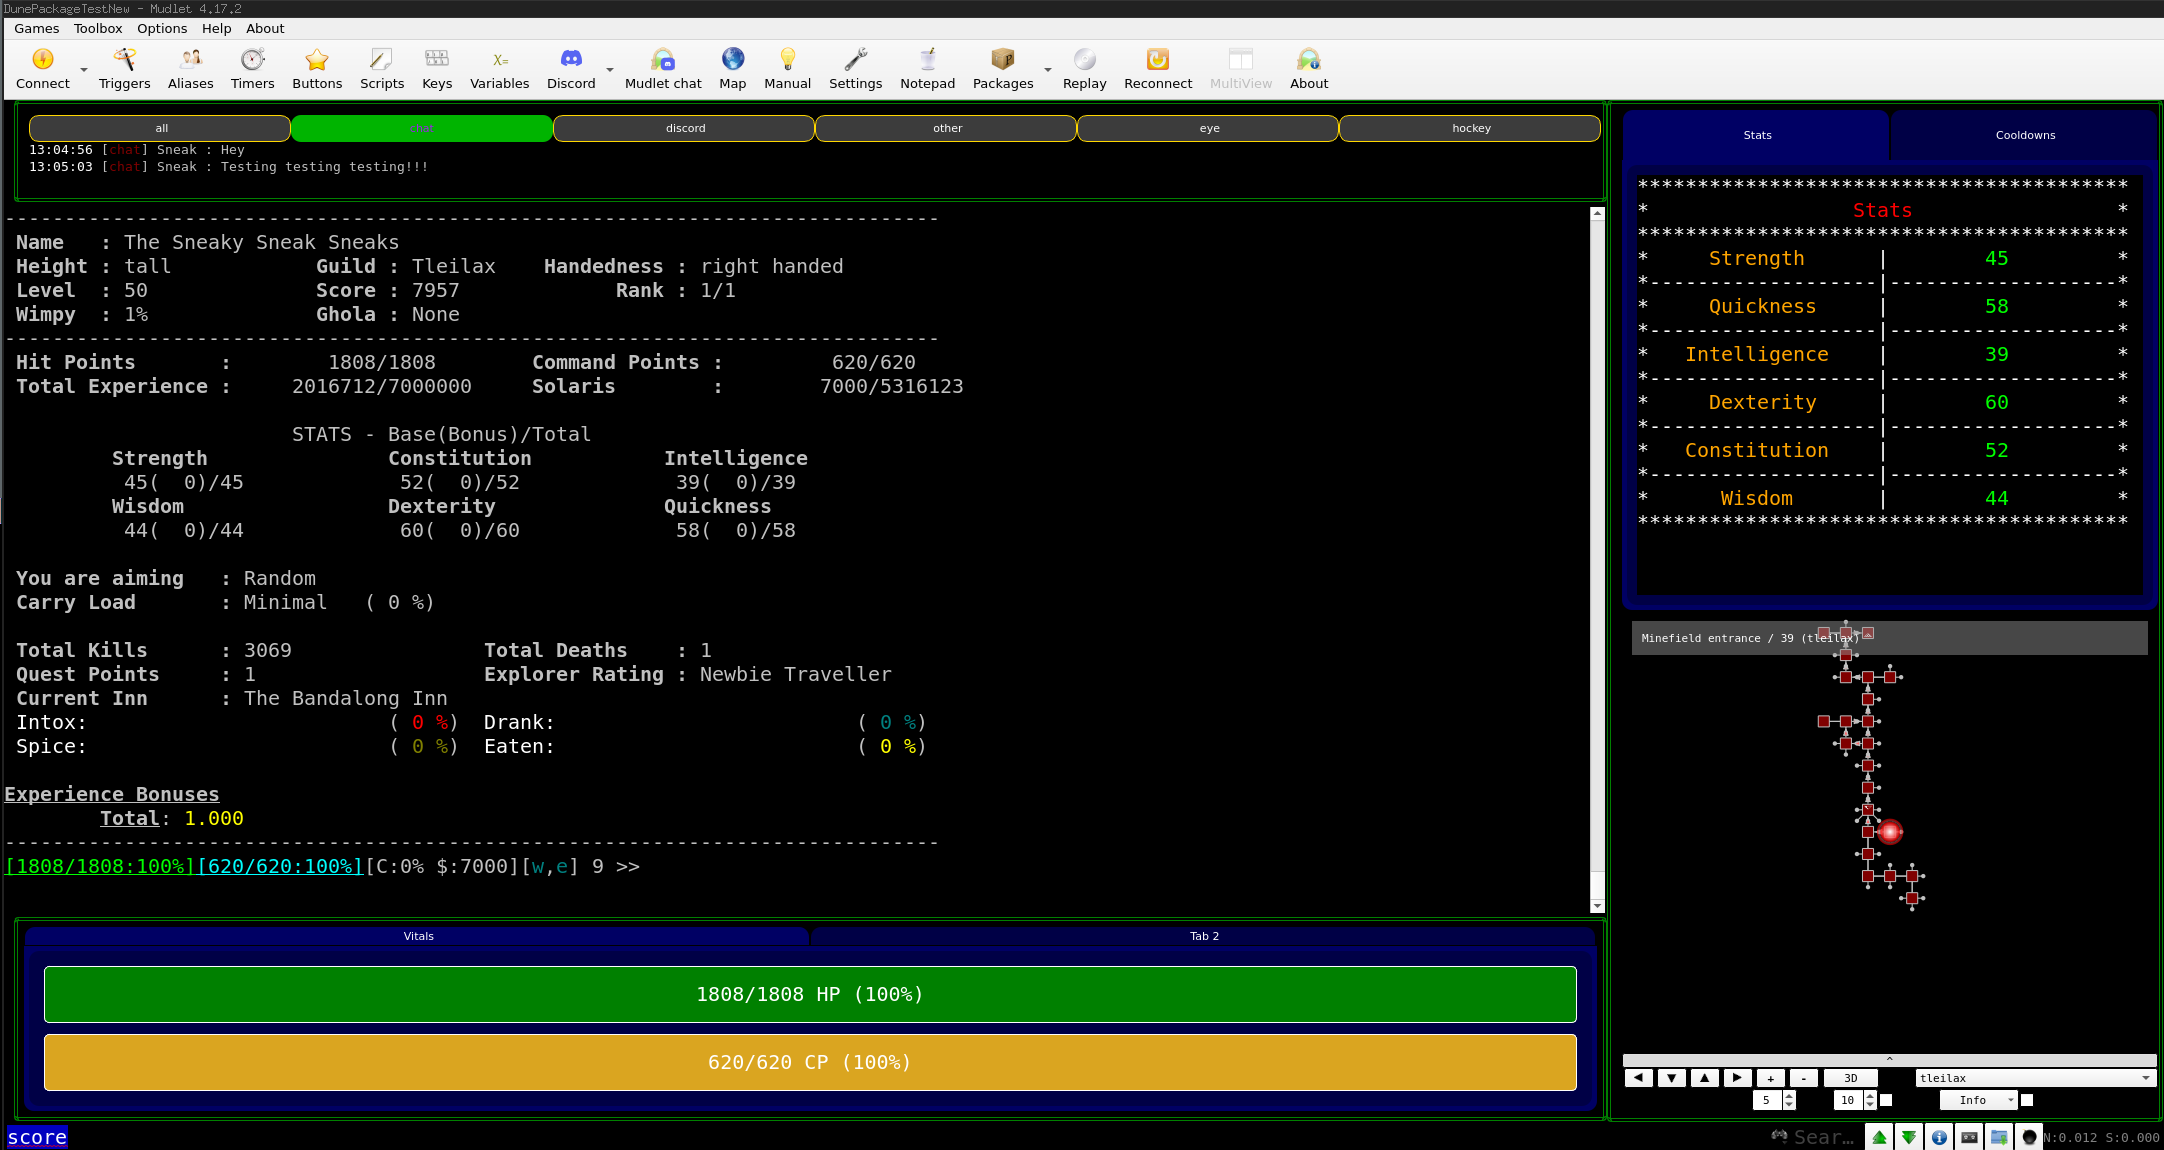 DunePackageTestNew - Mudlet 4.17.2
Games Toolbox Options Help About
Connect Triggers Aliases Timers Buttons Scripts Keys Variables Discord Mudlet chat Map Manual Settings Notepad Packages Replay Reconnect MultiView About
all discord other eye hockey
13:04:56 [chat] Sneak : Hey
13:05:03 [chat] Sneak : Testing testing testing!!!
------------------------------------------------------------------------------
Name   : The Sneaky Sneak Sneaks
Height : tall            Guild : Tleilax    Handedness : right handed
Level  : 50              Score : 7957             Rank : 1/1
Wimpy  : 1%              Ghola : None
------------------------------------------------------------------------------
Hit Points       :        1808/1808        Command Points :         620/620
Total Experience :     2016712/7000000     Solaris        :        7000/5316123
STATS - Base(Bonus)/Total
Strength               Constitution           Intelligence
45(  0)/45             52(  0)/52             39(  0)/39
Wisdom                 Dexterity              Quickness
44(  0)/44             60(  0)/60             58(  0)/58
You are aiming   : Random
Carry Load       : Minimal   ( 0 %)
Total Kills      : 3069                Total Deaths    : 1
Quest Points     : 1                   Explorer Rating : Newbie Traveller
Current Inn      : The Bandalong Inn
Intox:                         ( 0 %)  Drank:                         ( 0 %)
Spice:                         ( 0 %)  Eaten:                         ( 0 %)
Experience Bonuses
Total: 1.000
------------------------------------------------------------------------------
[1808/1808:100%][620/620:100%][C:0% $:7000][w,e] 9 >>
Vitals Tab 2
1808/1808 HP (100%)
620/620 CP (100%)
score
Stats Cooldowns
*****************************************
*                 Stats                 *
*****************************************
*     Strength      |        45         *
*-------------------|-------------------*
*     Quickness     |        58         *
*-------------------|-------------------*
*   Intelligence    |        39         *
*-------------------|-------------------*
*     Dexterity     |        60         *
*-------------------|-------------------*
*   Constitution    |        52         *
*-------------------|-------------------*
*      Wisdom       |        44         *
*****************************************
Minefield entrance / 39 (tleilax)
^
+ - 3D tleilax
5 10 Info
Sear... N:0.012 S:0.000